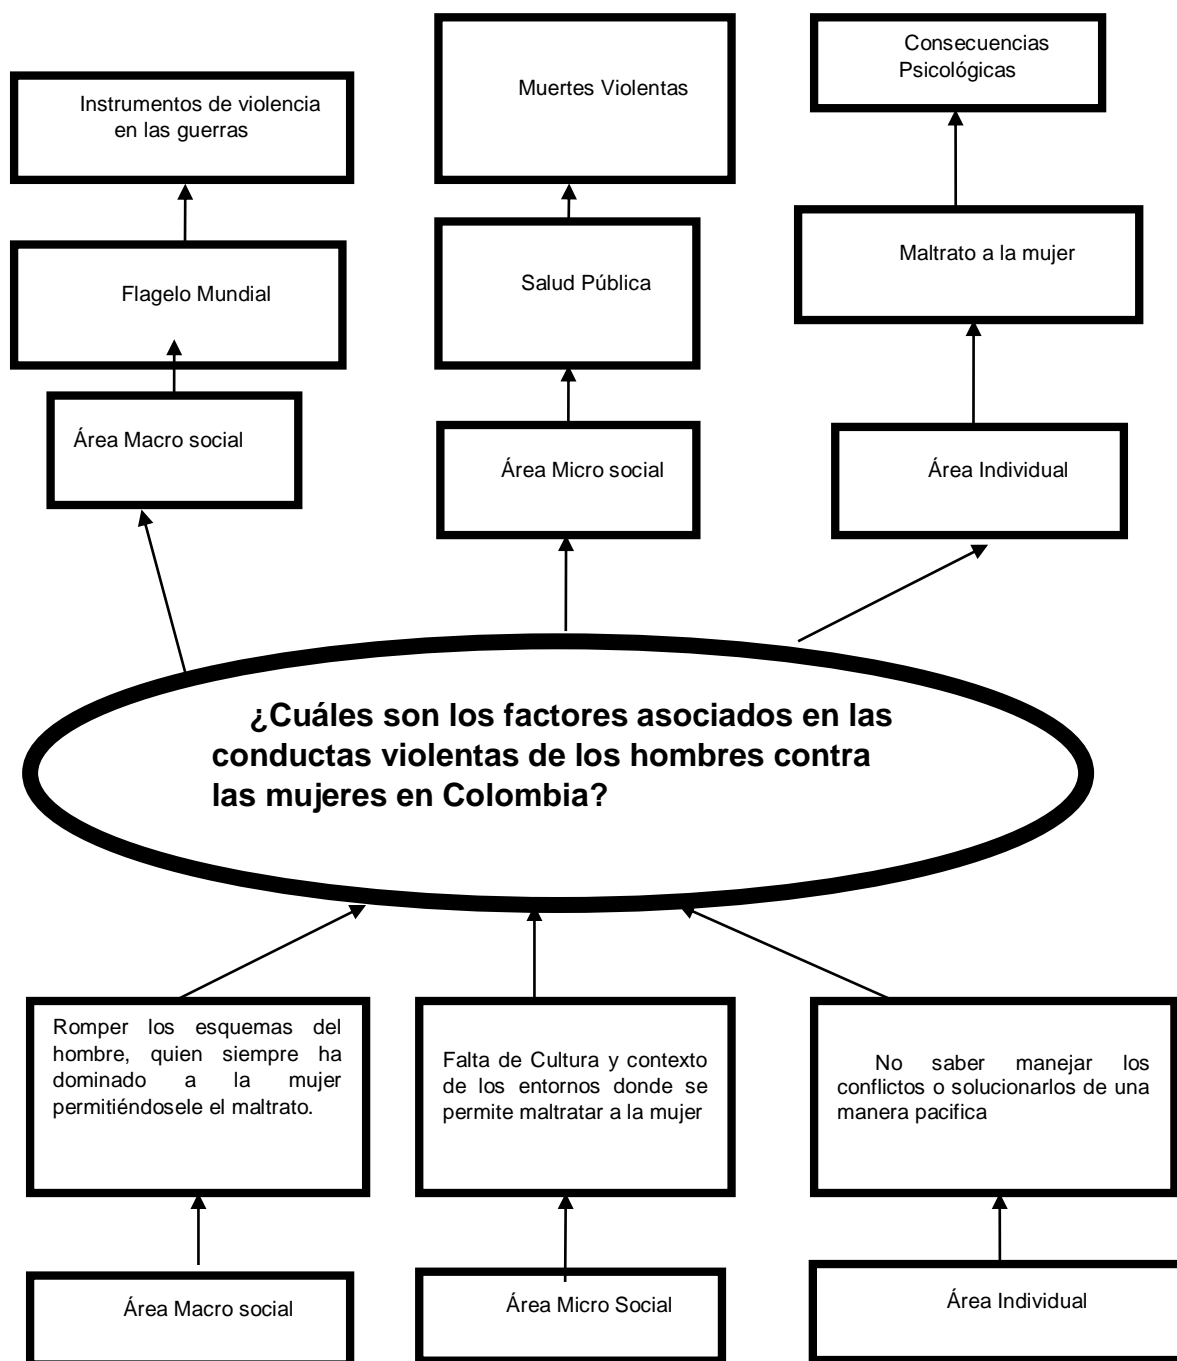 Instrumentos de violencia
en las guerras
Muertes Violentas
Consecuencias
Psicológicas
Flagelo Mundial
Salud Pública
Maltrato a la mujer
Área Macro social
Área Micro social
Área Individual
¿Cuáles son los factores asociados en las
conductas violentas de los hombres contra
las mujeres en Colombia?
Romper los esquemas del
hombre, quien siempre ha
dominado a la mujer
permitiéndosele el maltrato.
Falta de Cultura y contexto
de los entornos donde se
permite maltratar a la mujer
No saber manejar los
conflictos o solucionarlos de una
manera pacifica
Área Macro social
Área Micro Social
Área Individual